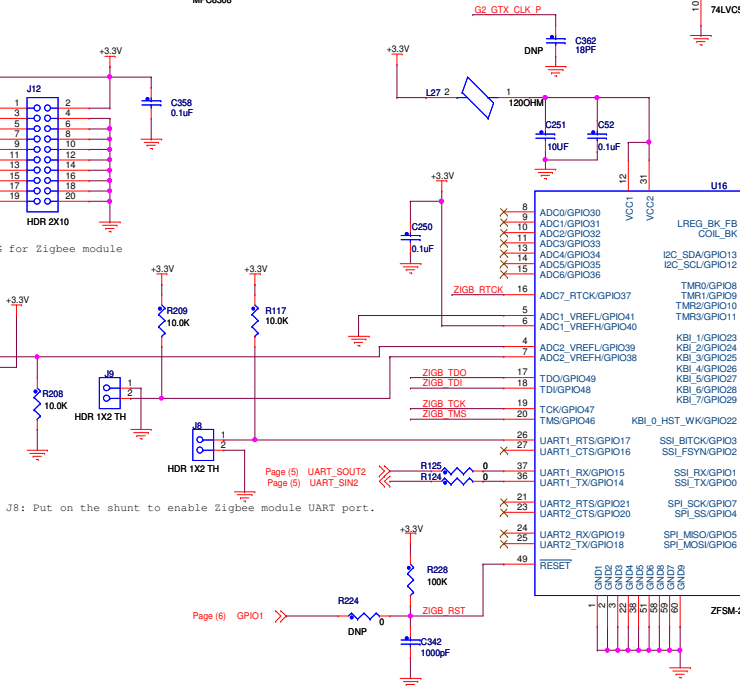 G2_GTX_CLK_P
10
+3.3V
+3.3V
DNP
C362
18PF
J12
C358
0.1uF
L27 2
1
120OHM
1 2
3 4
5 6
7 8
9 10
11 12
13 14
15 16
17 18
19 20
C251
10UF
C52
0.1uF
HDR 2X10
for Zigbee module
+3.3V
12
31
U16
VCC1
VCC2
C250
0.1uF
8 ADC0/GPIO30
9 ADC1/GPIO31
10 ADC2/GPIO32
11 ADC3/GPIO33
13 ADC4/GPIO34
14 ADC5/GPIO35
15 ADC6/GPIO36
ZIGB_RTCK 16 ADC7_RTCK/GPIO37
5 ADC1_VREFL/GPIO41
6 ADC1_VREFH/GPIO40
4 ADC2_VREFL/GPIO39
7 ADC2_VREFH/GPIO38
ZIGB_TDO 17 TDO/GPIO49
ZIGB_TDI 18 TDI/GPIO48
ZIGB_TCK 19 TCK/GPIO47
ZIGB_TMS 20 TMS/GPIO46
26 UART1_RTS/GPIO17
27 UART1_CTS/GPIO16
37 UART1_RX/GPIO15
36 UART1_TX/GPIO14
21 UART2_RTS/GPIO21
23 UART2_CTS/GPIO20
24 UART2_RX/GPIO19
25 UART2_TX/GPIO18
49 RESET
LREG_BK_FB
COIL_BK
I2C_SDA/GPIO13
I2C_SCL/GPIO12
TMR0/GPIO8
TMR1/GPIO9
TMR2/GPIO10
TMR3/GPIO11
KBI_1/GPIO23
KBI_2/GPIO24
KBI_3/GPIO25
KBI_4/GPIO26
KBI_5/GPIO27
KBI_6/GPIO28
KBI_7/GPIO29
KBI_0_HST_WK/GPIO22
SSI_BITCK/GPIO3
SSI_FSYN/GPIO2
SSI_RX/GPIO1
SSI_TX/GPIO0
SPI_SCK/GPIO7
SPI_SS/GPIO4
SPI_MISO/GPIO5
SPI_MOSI/GPIO6
+3.3V
+3.3V
+3.3V
R209
10.0K
R117
10.0K
R208
10.0K
J9
1
2
HDR 1X2 TH
J8
1
2
HDR 1X2 TH
Page (5) UART_SOUT2 R125 0
Page (5) UART_SIN2 R124 0
J8: Put on the shunt to enable Zigbee module UART port.
+3.3V
R228
100K
R224
Page (6) GPIO1
DNP
0
ZIGB_RST
C342
1000pF
GND1
GND2
GND3
GND4
GND5
GND6
GND7
GND8
GND9
1
2
3
22
38
51
58
59
60